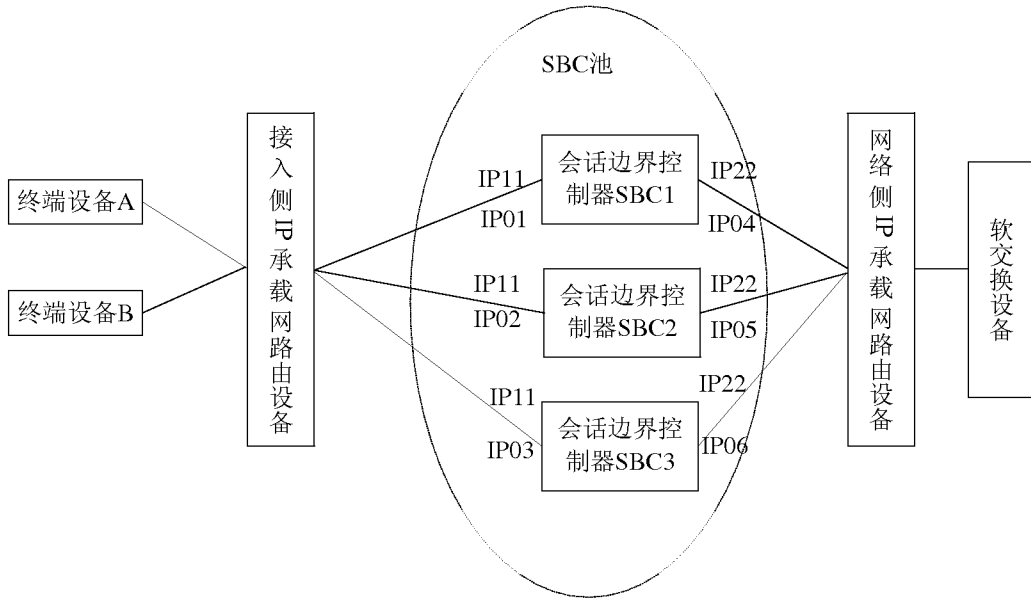 SBC池
终端设备A
终端设备B
接入侧IP承载网路由设备
IP11
IP01
会话边界控
制器SBC1
IP22
IP04
IP11
IP02
会话边界控
制器SBC2
IP22
IP05
IP11
IP03
会话边界控
制器SBC3
IP22
IP06
网络侧IP承载网路由设备
软交换设备